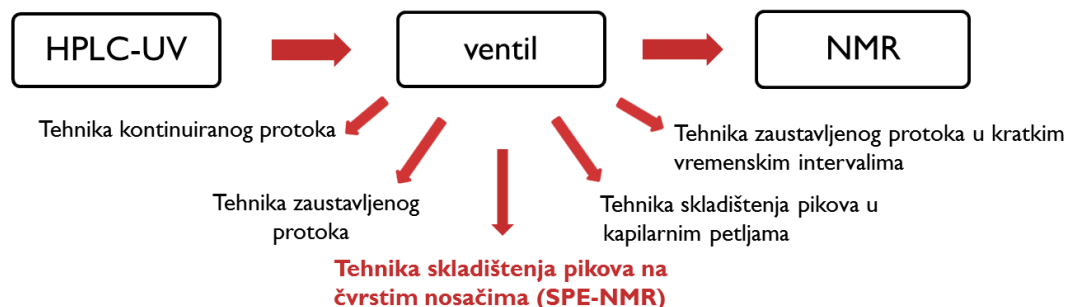 HPLC-UV
ventil
NMR
Tehnika kontinuiranog protoka
Tehnika zaustavljenog protoka u kratkim
vremenskim intervalima
Tehnika zaustavljenog
protoka
Tehnika skladištenja pikova u
kapilarnim petljama
Tehnika skladištenja pikova na
čvrstim nosačima (SPE-NMR)